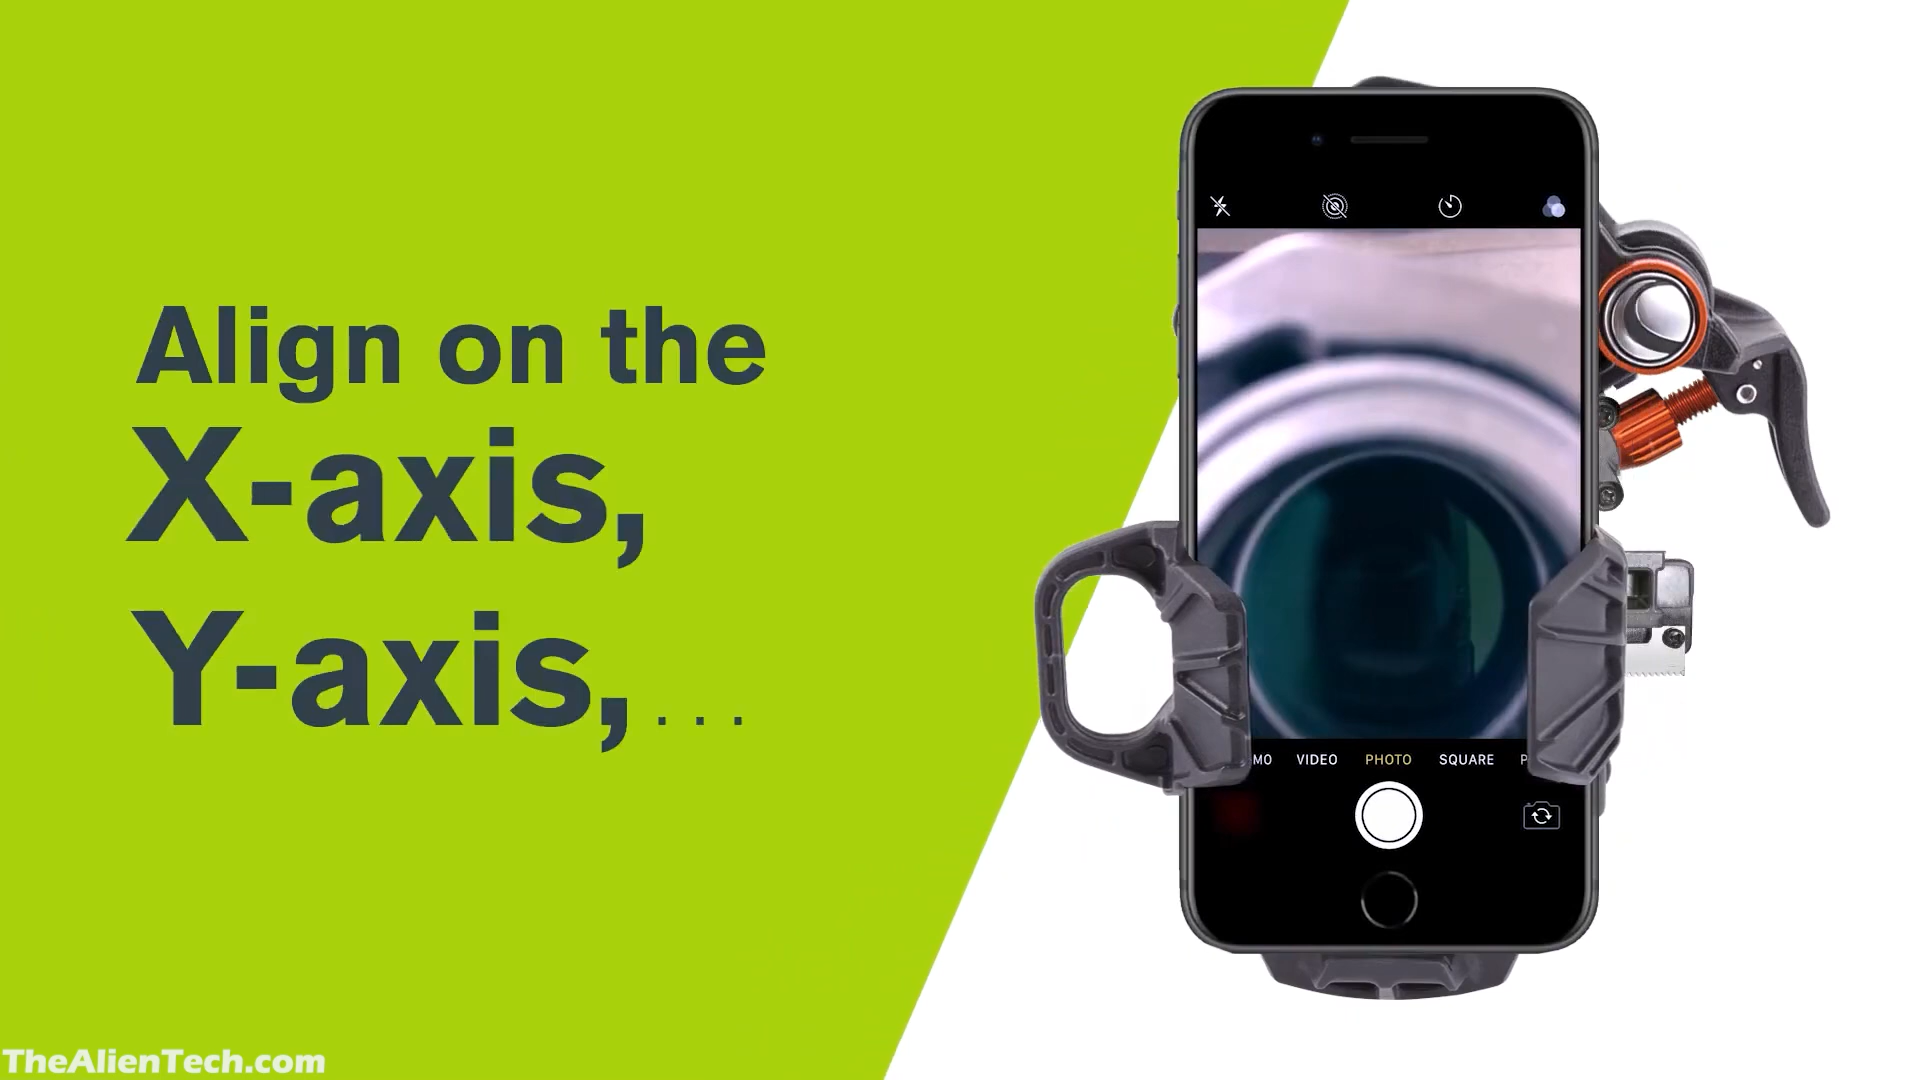 Align on the
X-axis,
Y-axis,...
VIDEO PHOTO SQUARE
TheAlienTech.com